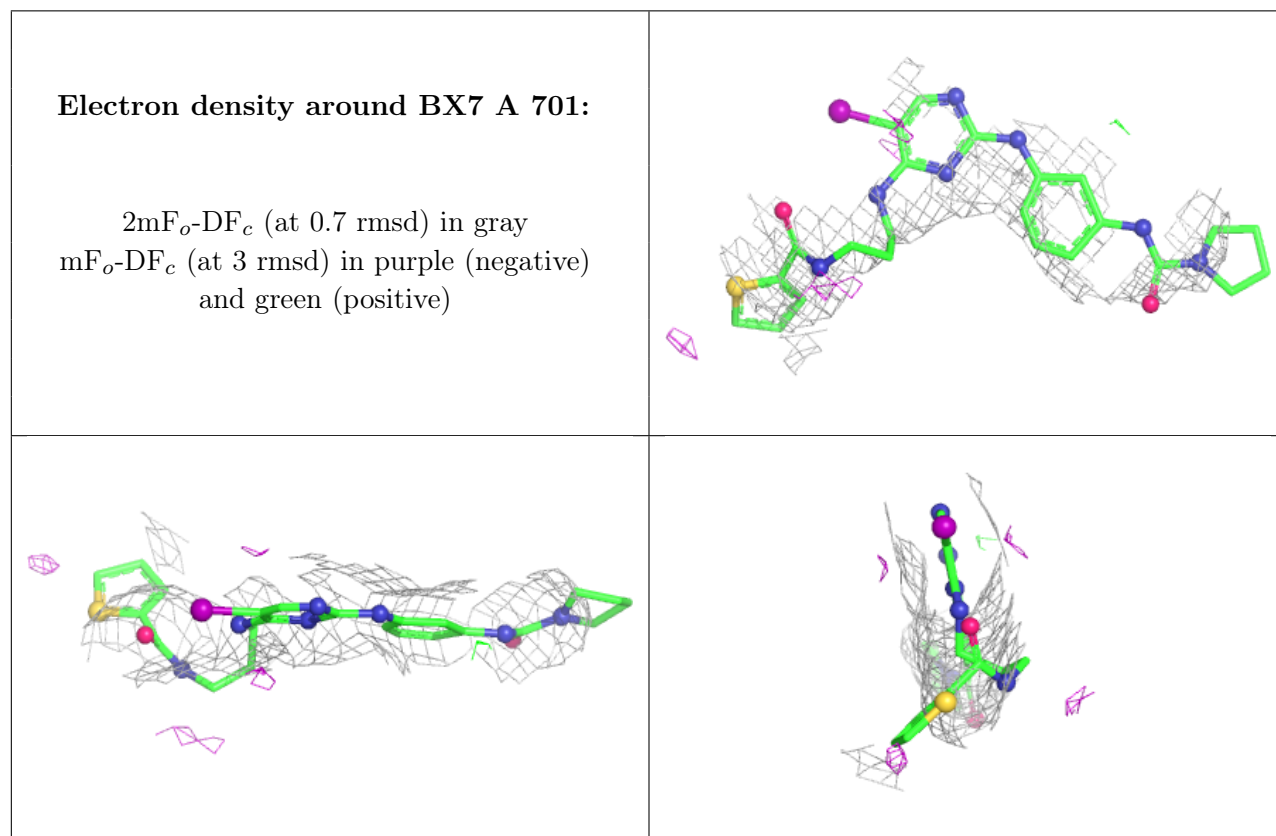 Electron density around BX7 A 701:
2mFo-DFc (at 0.7 rmsd) in gray
mFo-DFc (at 3 rmsd) in purple (negative)
and green (positive)